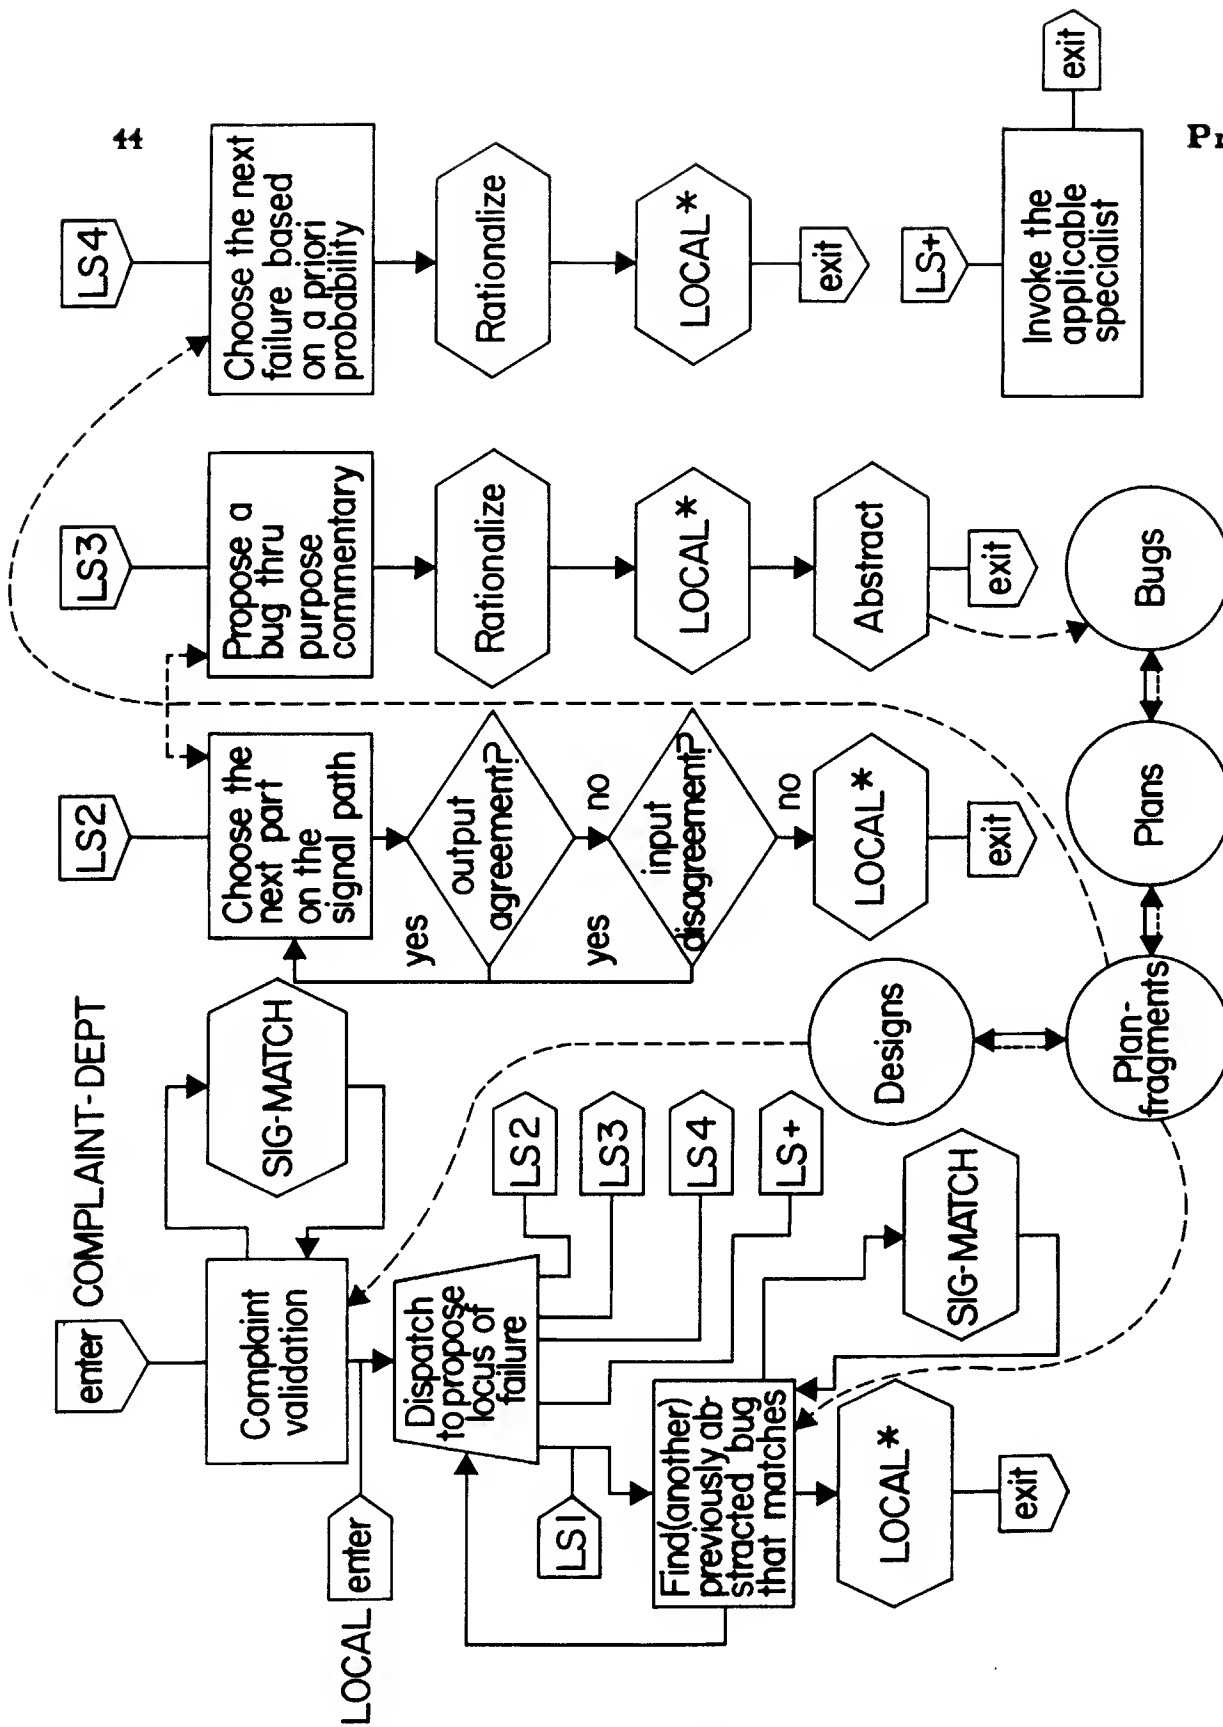 44
Pr
enter COMPLAINT-DEPT
Complaint
validation
SIG-MATCH
LOCAL
enter
Dispatch
to propose
locus of
failure
LS2
LS3
LS4
LS+
LS1
Find(another)
previously ab-
stracted bug
that matches
SIG-MATCH
LOCAL*
exit
LS2
Choose the
next part
on the
signal path
output
agreement?
yes
no
input
disagreement?
yes
no
LOCAL*
exit
LS3
Propose a
bug thru
purpose
commentary
Rationalize
LOCAL*
Abstract
exit
LS4
Choose the next
failure based
on a priori
probability
Rationalize
LOCAL*
exit
LS+
Invoke the
applicable
specialist
exit
Designs
Plan-
fragments
Plans
Bugs